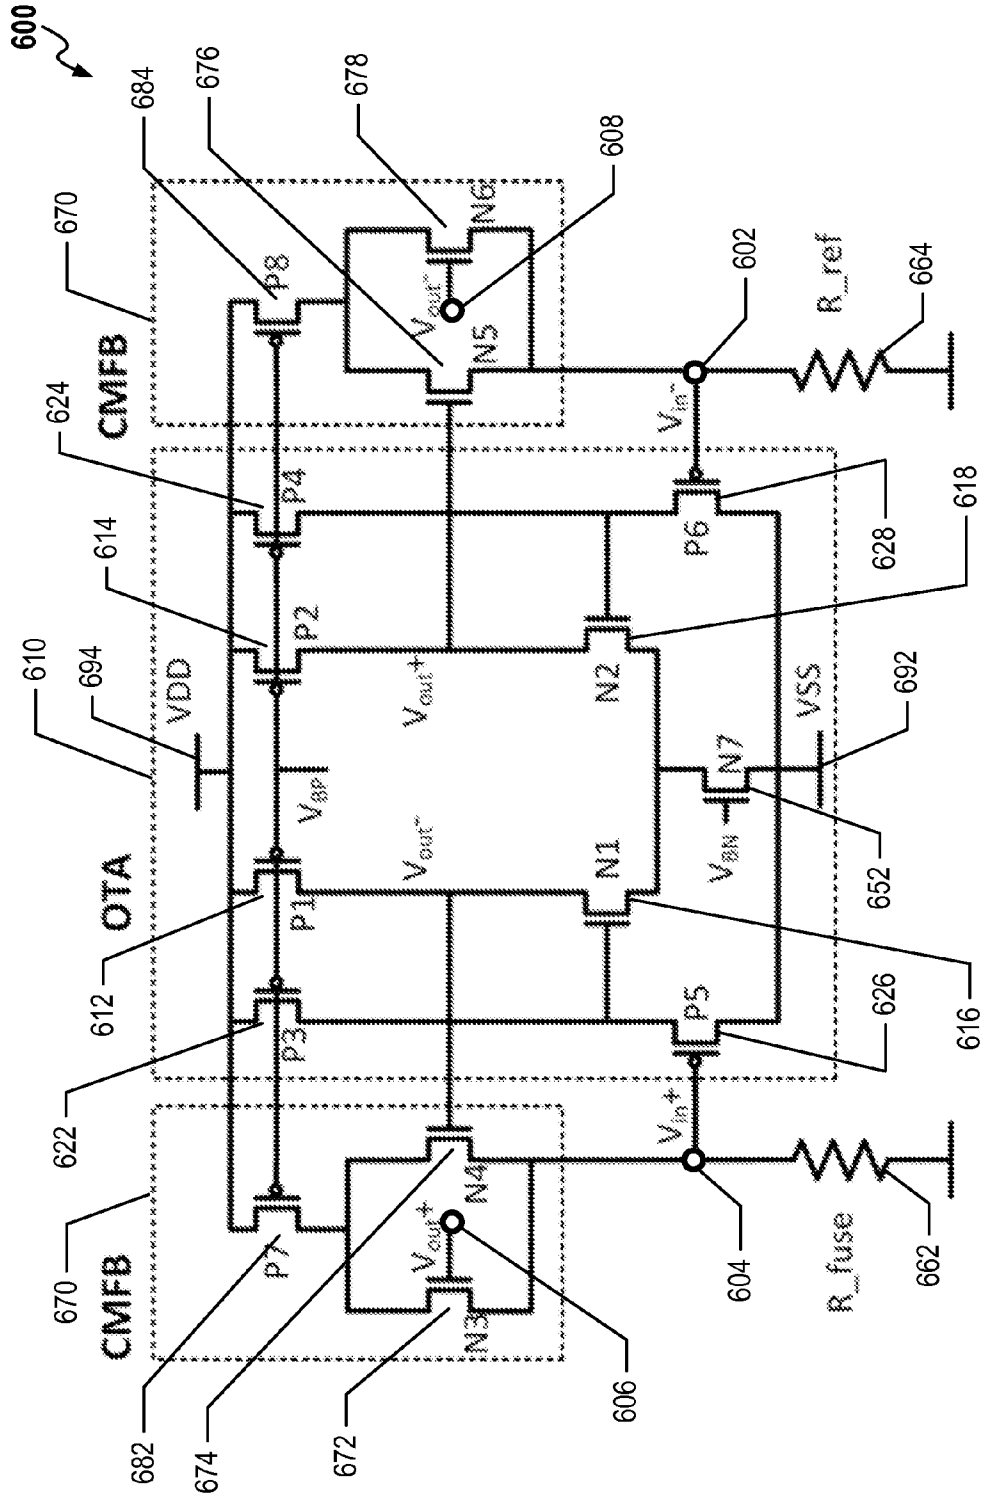 600
682
674
672
606
670
CMFB
P7
N3
N4
Vout+
622
612
OTA
610
694
VDD
614
624
P3
P1
VBP
P2
P4
Vout-
Vout+
670
CMFB
684
676
678
608
P8
Vout-
N5
N6
N1
N2
VBN
N7
VSS
P5
P6
Vin+
Vin-
604
602
652
692
616
626
618
628
R_fuse
662
R_ref
664